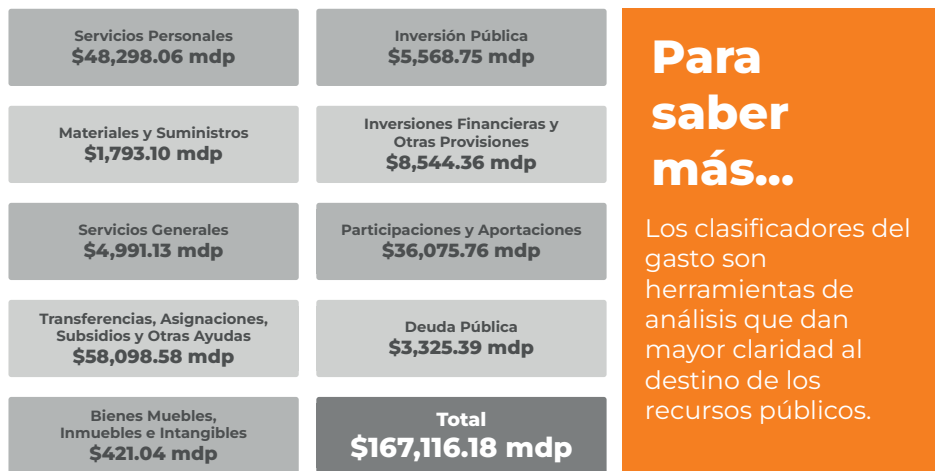 Servicios Personales
$48,298.06 mdp
Materiales y Suministros
$1,793.10 mdp
Servicios Generales
$4,991.13 mdp
Transferencias, Asignaciones,
Subsidios y Otras Ayudas
$58,098.58 mdp
Bienes Muebles,
Inmuebles e Intangibles
$421.04 mdp
Inversión Pública
$5,568.75 mdp
Inversiones Financieras y
Otras Provisiones
$8,544.36 mdp
Participaciones y Aportaciones
$36,075.76 mdp
Deuda Pública
$3,325.39 mdp
Total
$167,116.18 mdp
Para
saber
más...
Los clasificadores del
gasto son
herramientas de
análisis que dan
mayor claridad al
destino de los
recursos públicos.